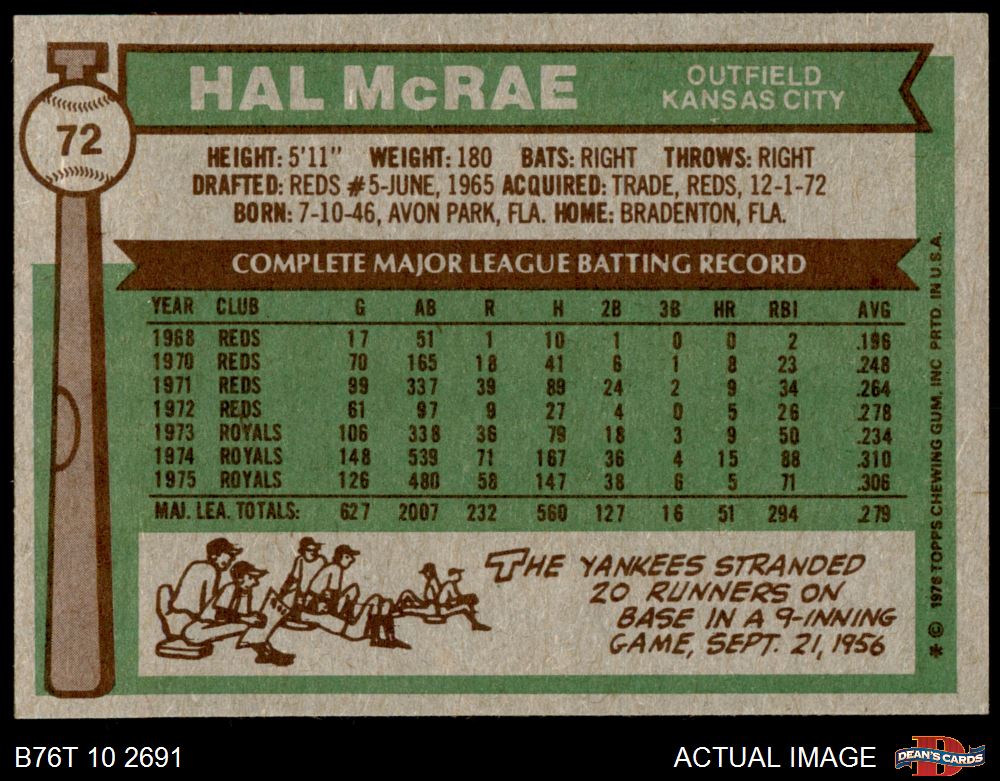 HAL McRAE
OUTFIELD
KANSAS CITY
72
HEIGHT: 5'11" WEIGHT: 180 BATS: RIGHT THROWS: RIGHT
DRAFTED: REDS #5-JUNE, 1965 ACQUIRED: TRADE, REDS, 12-1-72
BORN: 7-10-46, AVON PARK, FLA. HOME: BRADENTON, FLA.
COMPLETE MAJOR LEAGUE BATTING RECORD
YEAR CLUB G AB R H 2B 3B HR RBI AVG
1968 REDS 17 51 1 10 1 0 0 2 .196
1970 REDS 70 165 18 41 6 1 8 23 .248
1971 REDS 99 337 39 89 24 2 9 34 .264
1972 REDS 61 97 9 27 4 0 5 26 .278
1973 ROYALS 106 338 36 79 18 3 9 50 .234
1974 ROYALS 148 539 71 167 36 4 15 88 .310
1975 ROYALS 126 480 58 147 38 6 5 71 .306
MAJ. LEA. TOTALS: 627 2007 232 560 127 16 51 294 .279
THE YANKEES STRANDED
20 RUNNERS ON
BASE IN A 9-INNING
GAME, SEPT. 21, 1956
* © 1976 TOPPS CHEWING GUM, INC PRTD. IN U.S.A.
B76T 10 2691
ACTUAL IMAGE
D
DEAN'S CARDS